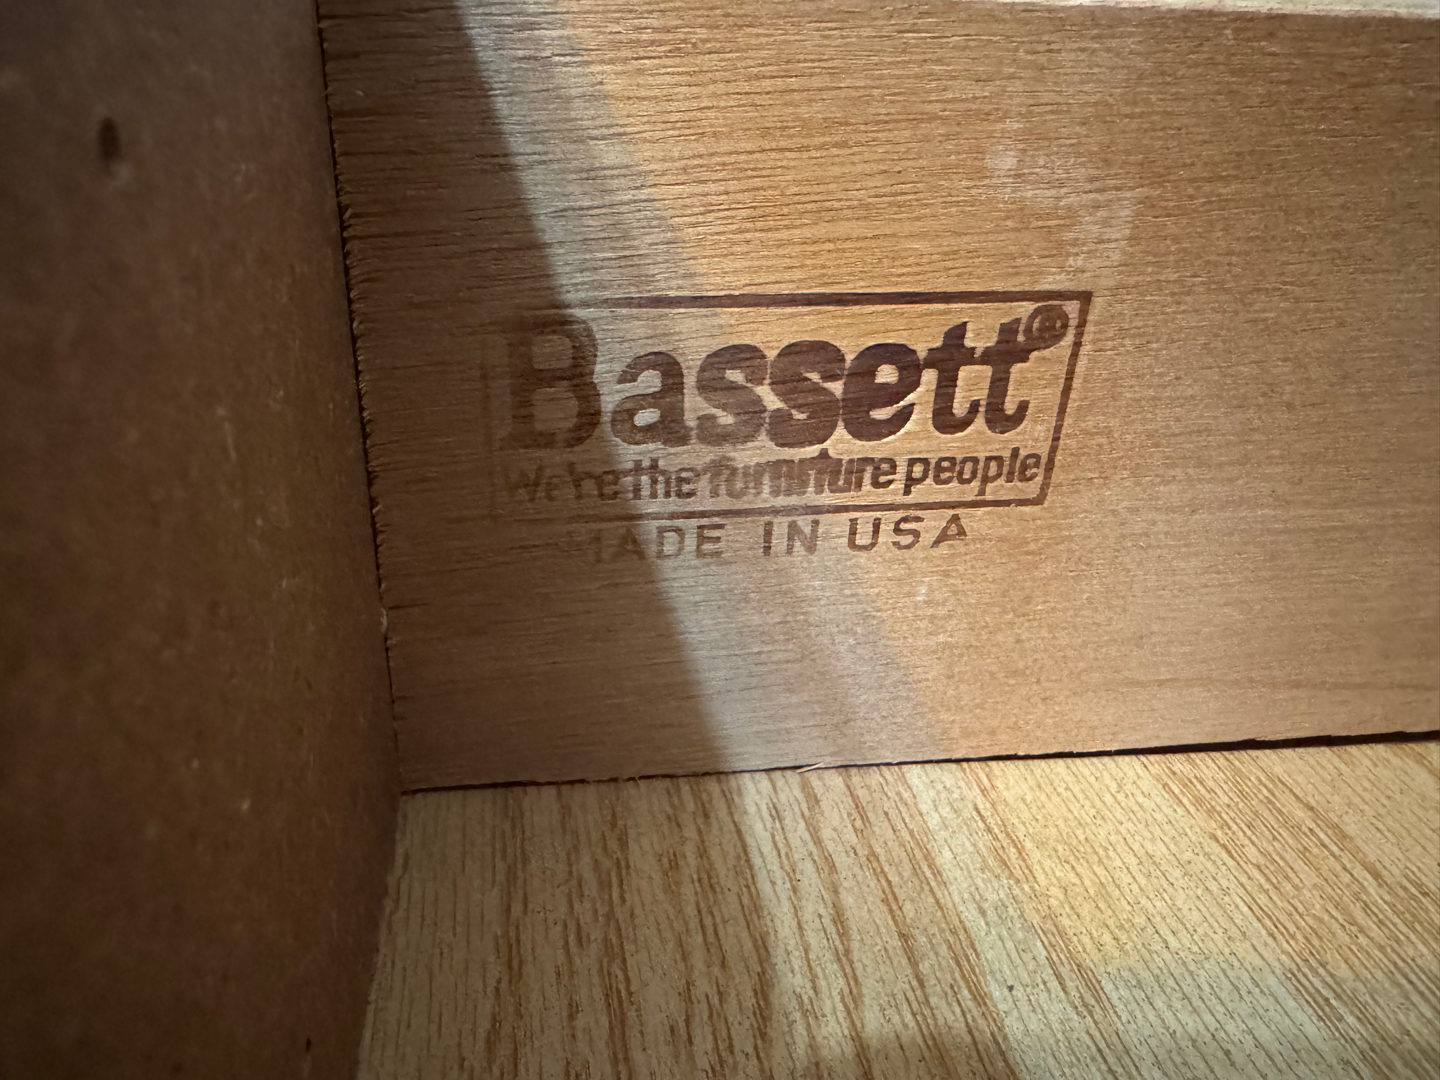 Bassett®
We're the furniture people
MADE IN USA